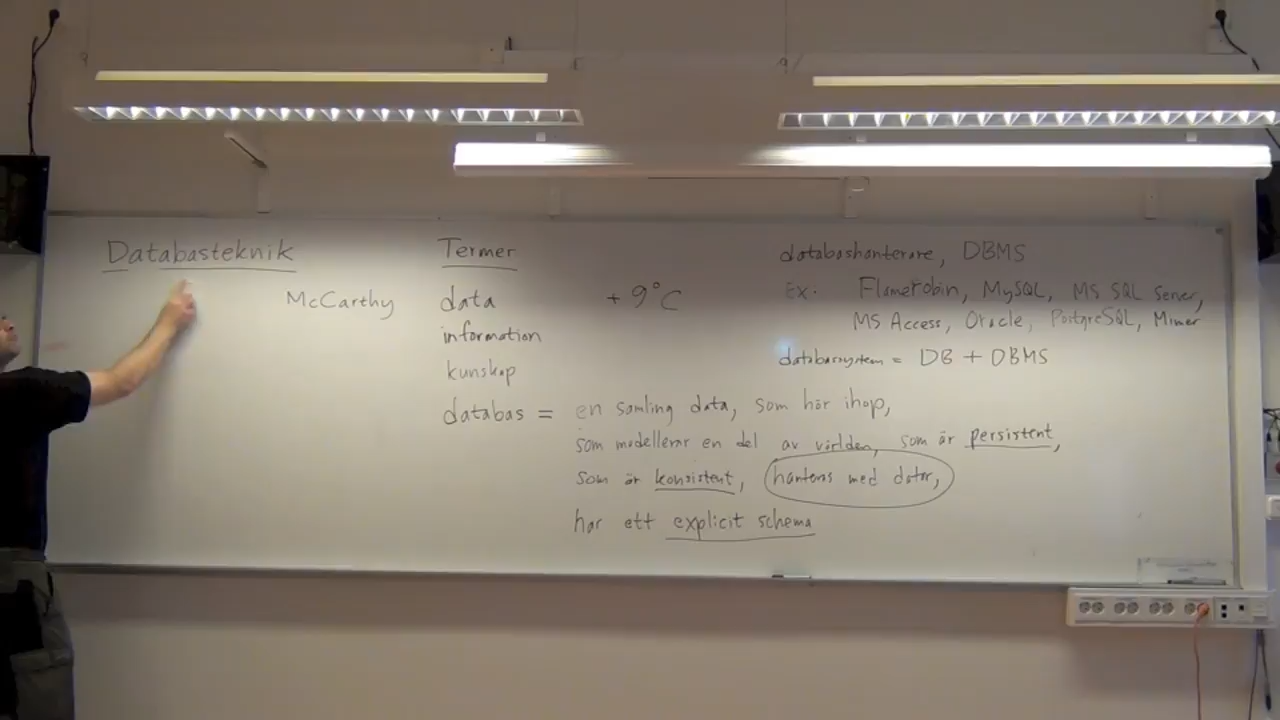 Databasteknik
McCarthy
Termer
data
information
kunskap
databas = en samling data, som hör ihop,
som modellerar en del av världen, som är persistent,
som är konsistent, hanteras med dator,
har ett explicit schema
+ 9°C
databashanterare, DBMS
Ex. FlameRobin, MySQL, MS SQL Server,
MS Access, Oracle, PostgreSQL, Mimer
databassystem = DB + DBMS